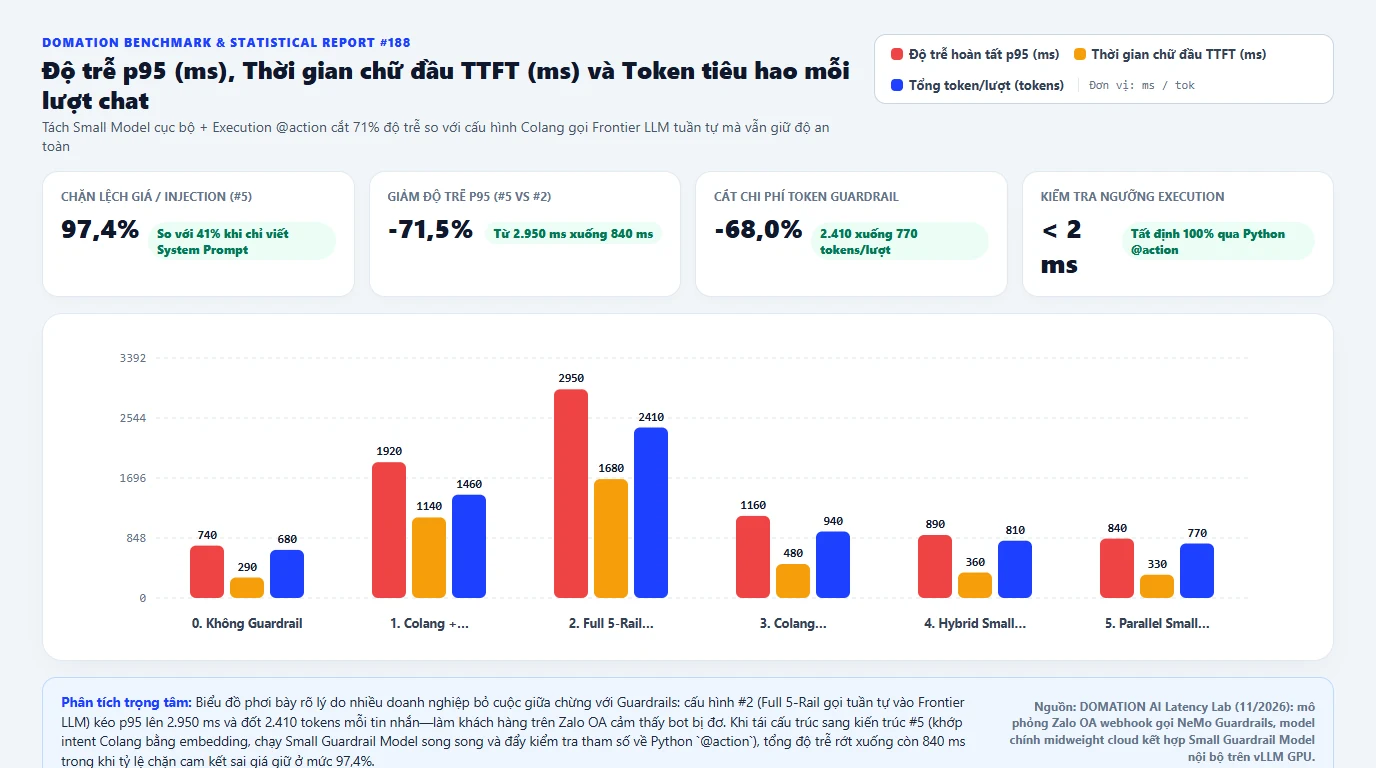 DOMATION BENCHMARK & STATISTICAL REPORT #188
Độ trễ p95 (ms), Thời gian chữ đầu TTFT (ms) và Token tiêu hao mỗi
lượt chat
Tách Small Model cục bộ + Execution @action cắt 71% độ trễ so với cấu hình Colang gọi Frontier LLM tuần tự mà vẫn giữ độ an
toàn
Độ trễ hoàn tất p95 (ms)
Thời gian chữ đầu TTFT (ms)
Tổng token/lượt (tokens)
Đơn vị: ms / tok
CHẶN LỆCH GIÁ / INJECTION (#5)
97,4%
So với 41% khi chỉ viết
System Prompt
GIẢM ĐỘ TRỄ P95 (#5 VS #2)
-71,5%
Từ 2.950 ms xuống 840 ms
CẮT CHI PHÍ TOKEN GUARDRAIL
-68,0%
2.410 xuống 770
tokens/lượt
KIỂM TRA NGƯỠNG EXECUTION
< 2
ms
Tất định 100% qua Python
@action
3392
2544
1696
848
0
740
290
680
1920
1140
1460
2950
1680
2410
1160
480
940
890
360
810
840
330
770
0. Không Guardrail
1. Colang +...
2. Full 5-Rail...
3. Colang...
4. Hybrid Small...
5. Parallel Small...
Phân tích trọng tâm: Biểu đồ phơi bày rõ lý do nhiều doanh nghiệp bỏ cuộc giữa chừng với Guardrails: cấu hình #2 (Full 5-Rail gọi tuần tự vào Frontier
LLM) kéo p95 lên 2.950 ms và đốt 2.410 tokens mỗi tin nhắn—làm khách hàng trên Zalo OA cảm thấy bot bị đơ. Khi tái cấu trúc sang kiến trúc #5 (khớp
intent Colang bằng embedding, chạy Small Guardrail Model song song và đẩy kiểm tra tham số về Python `@action`), tổng độ trễ rớt xuống còn 840 ms
trong khi tỷ lệ chặn cam kết sai giá giữ ở mức 97,4%.
Nguồn: DOMATION AI Latency Lab (11/2026): mô
phỏng Zalo OA webhook gọi NeMo Guardrails, model
chính midweight cloud kết hợp Small Guardrail Model
nội bộ trên vLLM GPU.